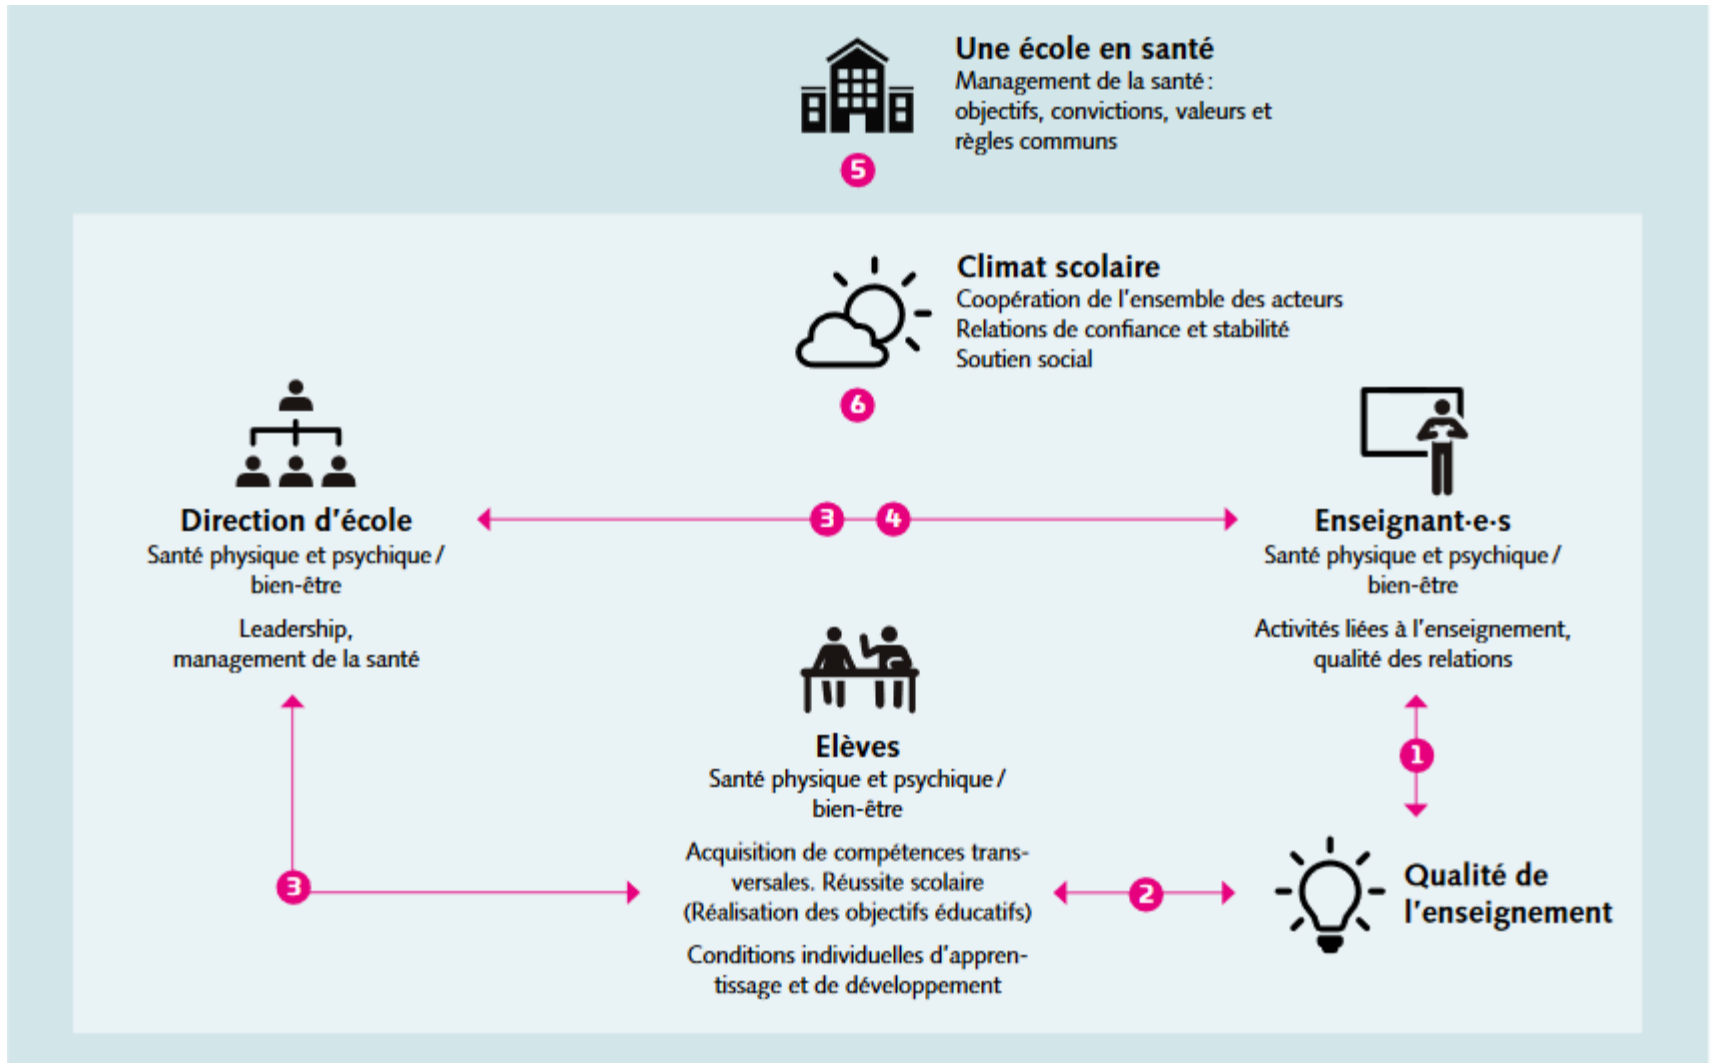 Une école en santé
Management de la santé :
objectifs, convictions, valeurs et
règles communs
5
Climat scolaire
Coopération de l'ensemble des acteurs
Relations de confiance et stabilité
Soutien social
6
Direction d'école
Santé physique et psychique /
bien-être
Leadership,
management de la santé
3
4
Enseignant·e·s
Santé physique et psychique /
bien-être
Activités liées à l'enseignement,
qualité des relations
1
Elèves
Santé physique et psychique /
bien-être
Acquisition de compétences trans-
versales. Réussite scolaire
(Réalisation des objectifs éducatifs)
Conditions individuelles d'appren-
tissage et de développement
3
2
Qualité de
l'enseignement